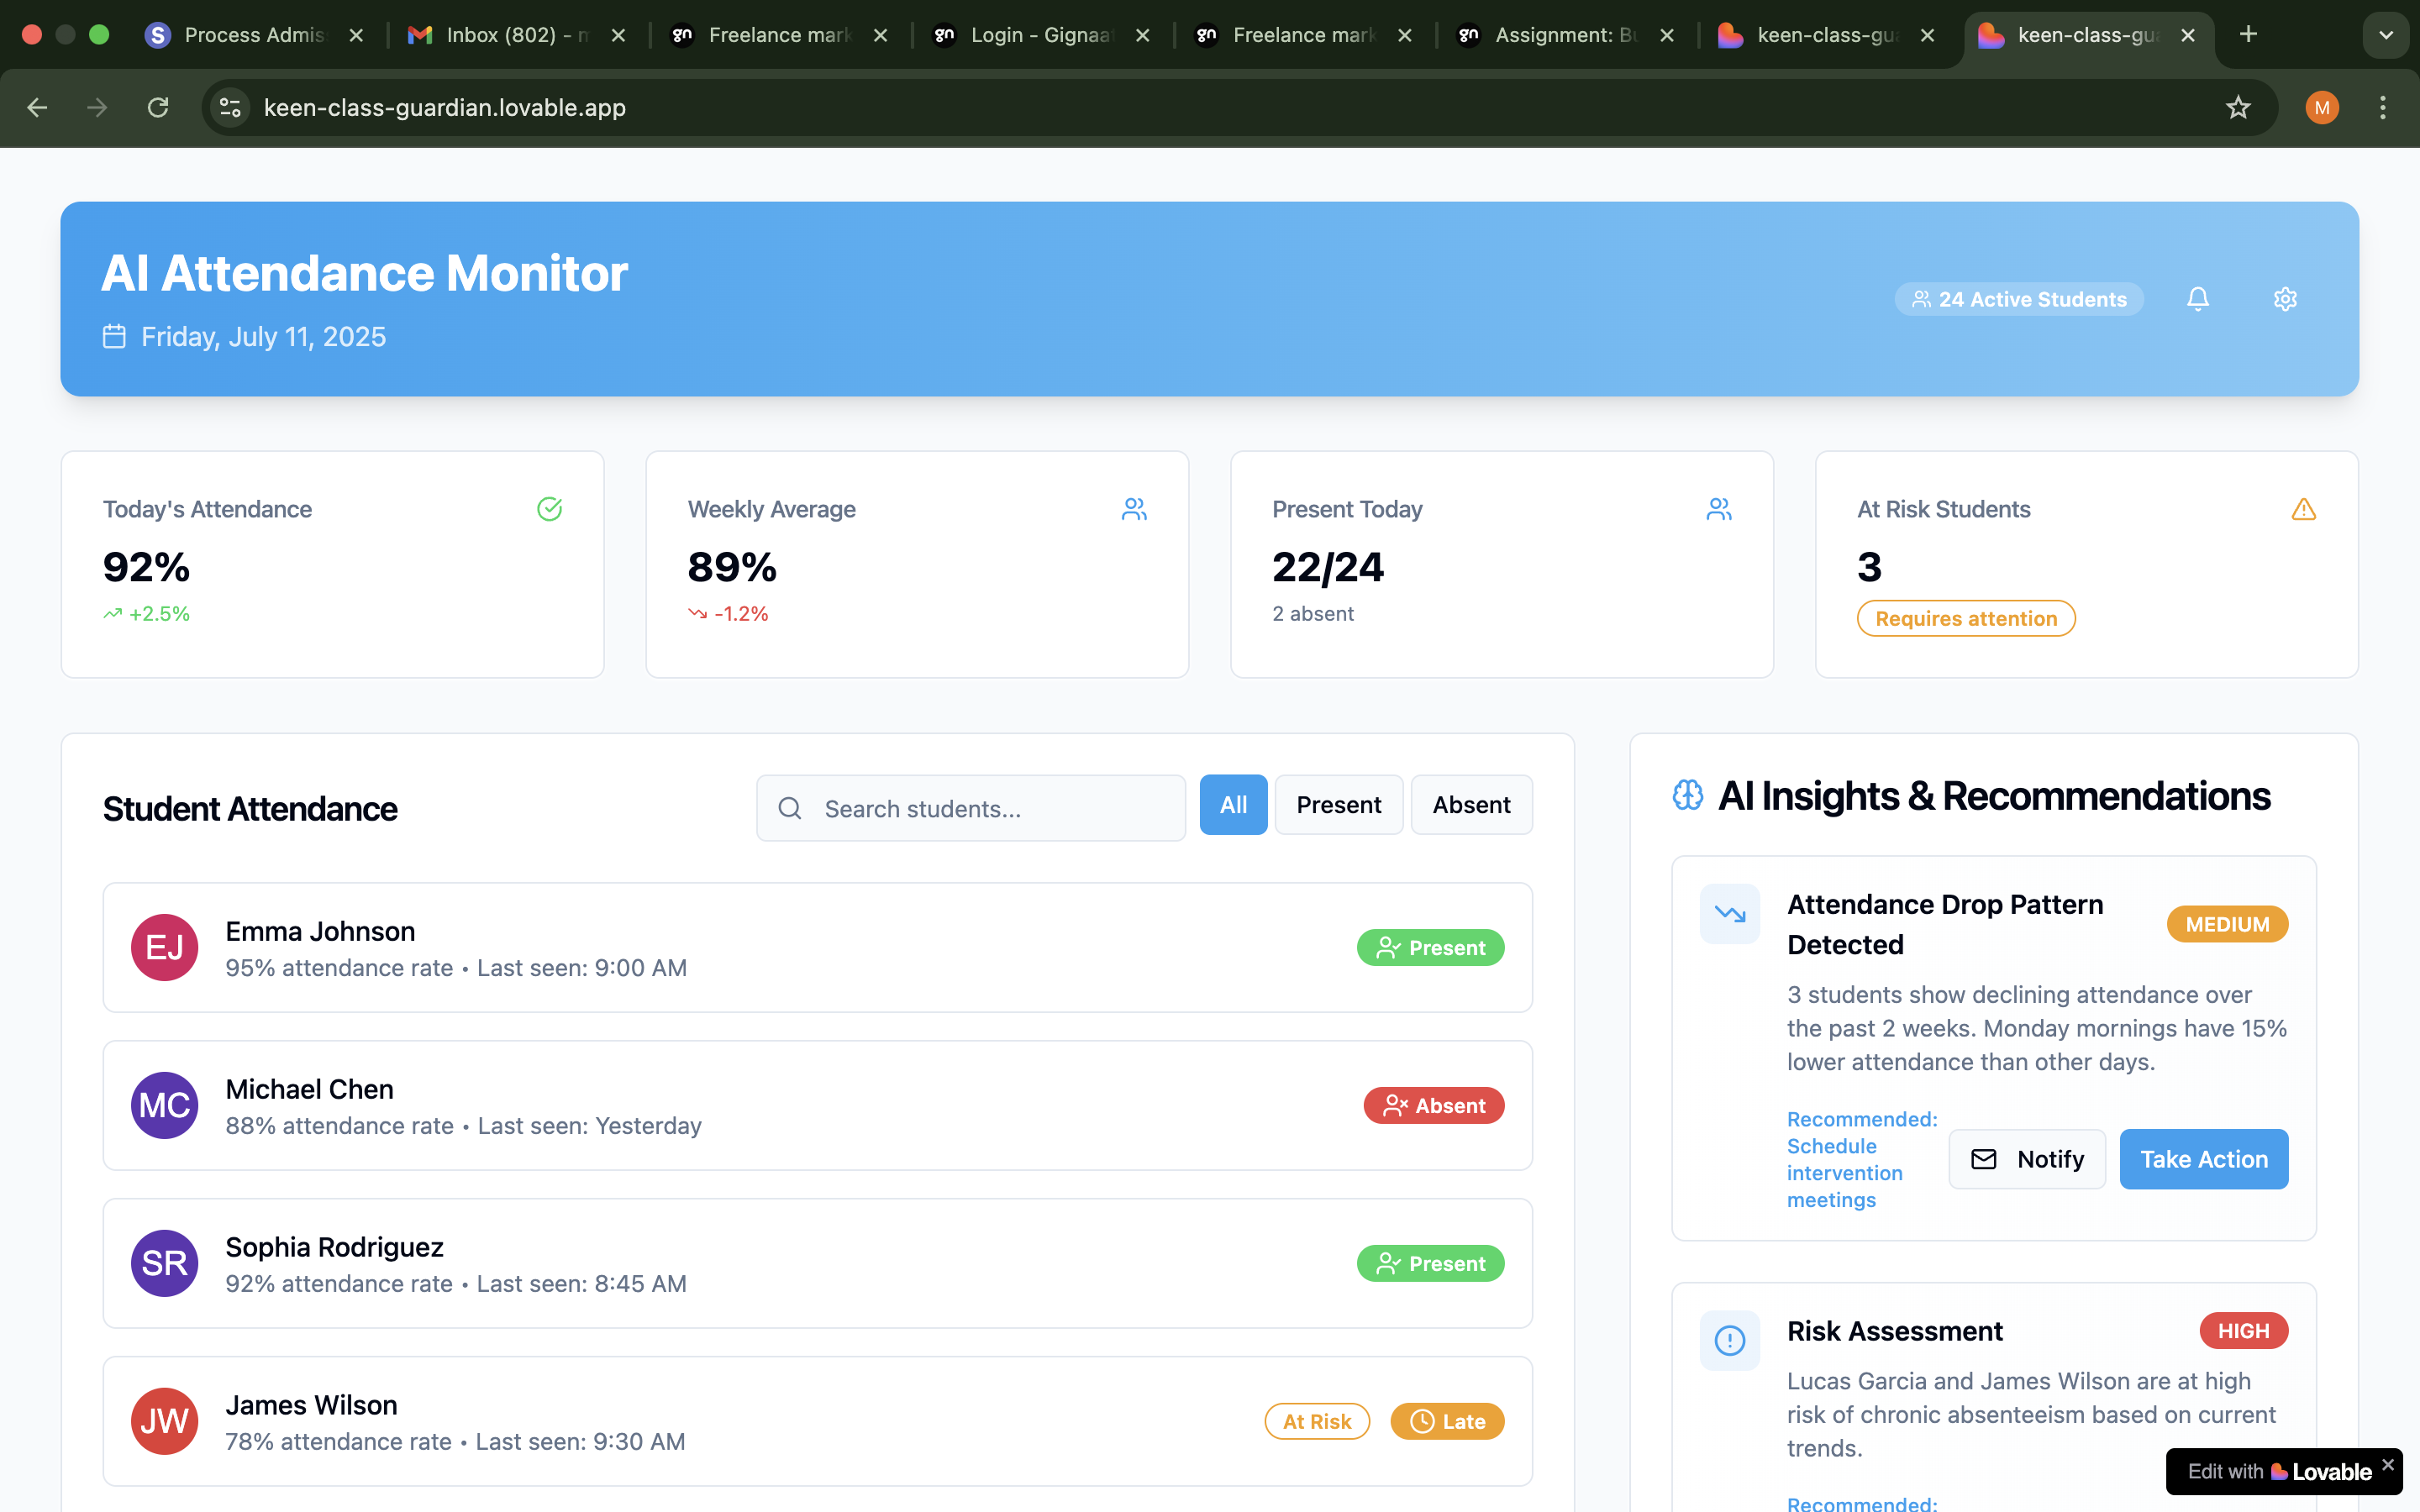 Process Admis
Inbox (802) - m
Freelance mark
Login - Gignaat
Freelance mark
Assignment: Bu
keen-class-gua
keen-class-gua
keen-class-guardian.lovable.app
M
AI Attendance Monitor
Friday, July 11, 2025
24 Active Students
Today's Attendance
92%
+2.5%
Weekly Average
89%
-1.2%
Present Today
22/24
2 absent
At Risk Students
3
Requires attention
Student Attendance
Search students...
All
Present
Absent
EJ
Emma Johnson
95% attendance rate • Last seen: 9:00 AM
Present
MC
Michael Chen
88% attendance rate • Last seen: Yesterday
Absent
SR
Sophia Rodriguez
92% attendance rate • Last seen: 8:45 AM
Present
JW
James Wilson
78% attendance rate • Last seen: 9:30 AM
At Risk
Late
AI Insights & Recommendations
Attendance Drop Pattern
Detected
MEDIUM
3 students show declining attendance over
the past 2 weeks. Monday mornings have 15%
lower attendance than other days.
Recommended:
Schedule
intervention
meetings
Notify
Take Action
Risk Assessment
HIGH
Lucas Garcia and James Wilson are at high
risk of chronic absenteeism based on current
trends.
Recommended:
Edit with Lovable